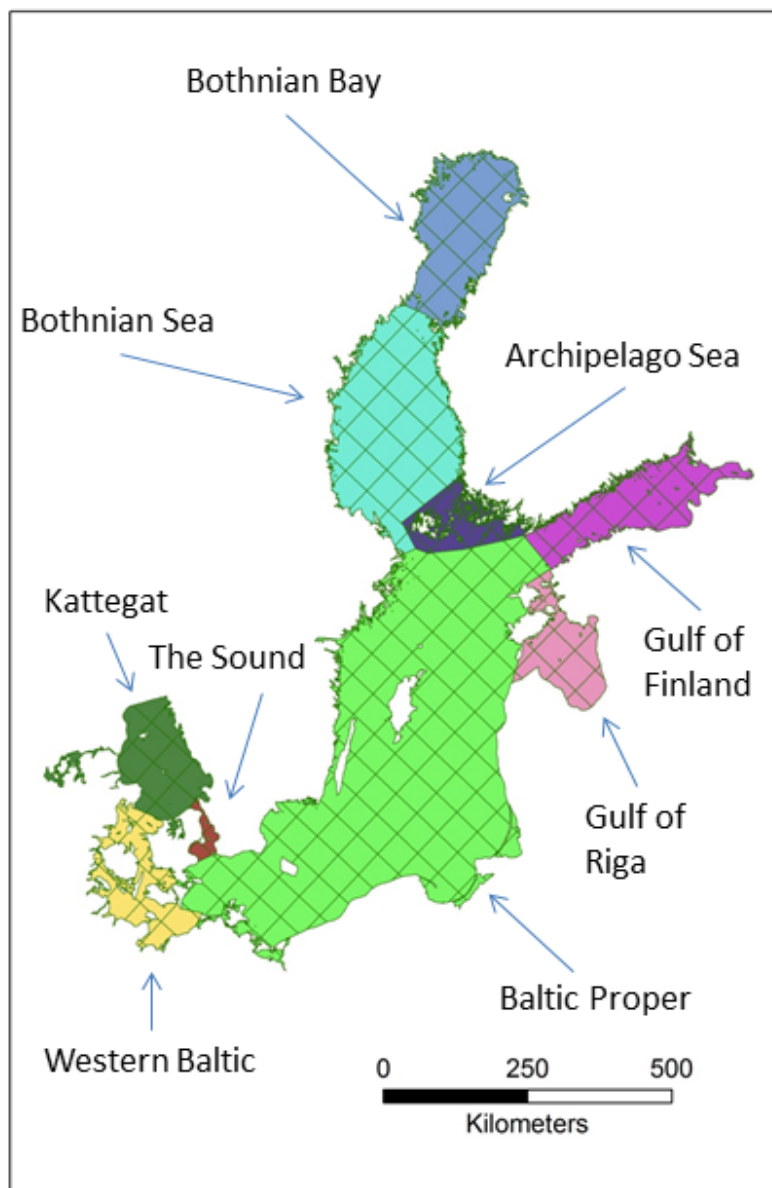 Bothnian Bay
Bothnian Sea
Archipelago Sea
Kattegat
The Sound
Gulf of
Finland
Gulf of
Riga
Baltic Proper
Western Baltic
0 250 500
Kilometers